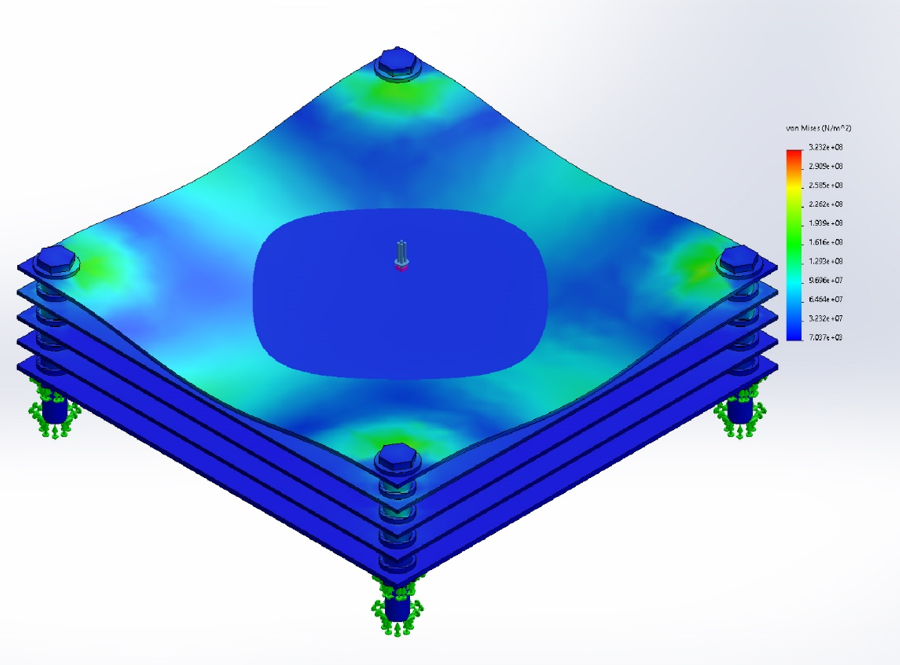 von Mises (N/m^2)
3.232e+08
2.909e+08
2.585e+08
2.262e+08
1.939e+08
1.616e+08
1.293e+08
9.696e+07
6.464e+07
3.232e+07
7.037e+03